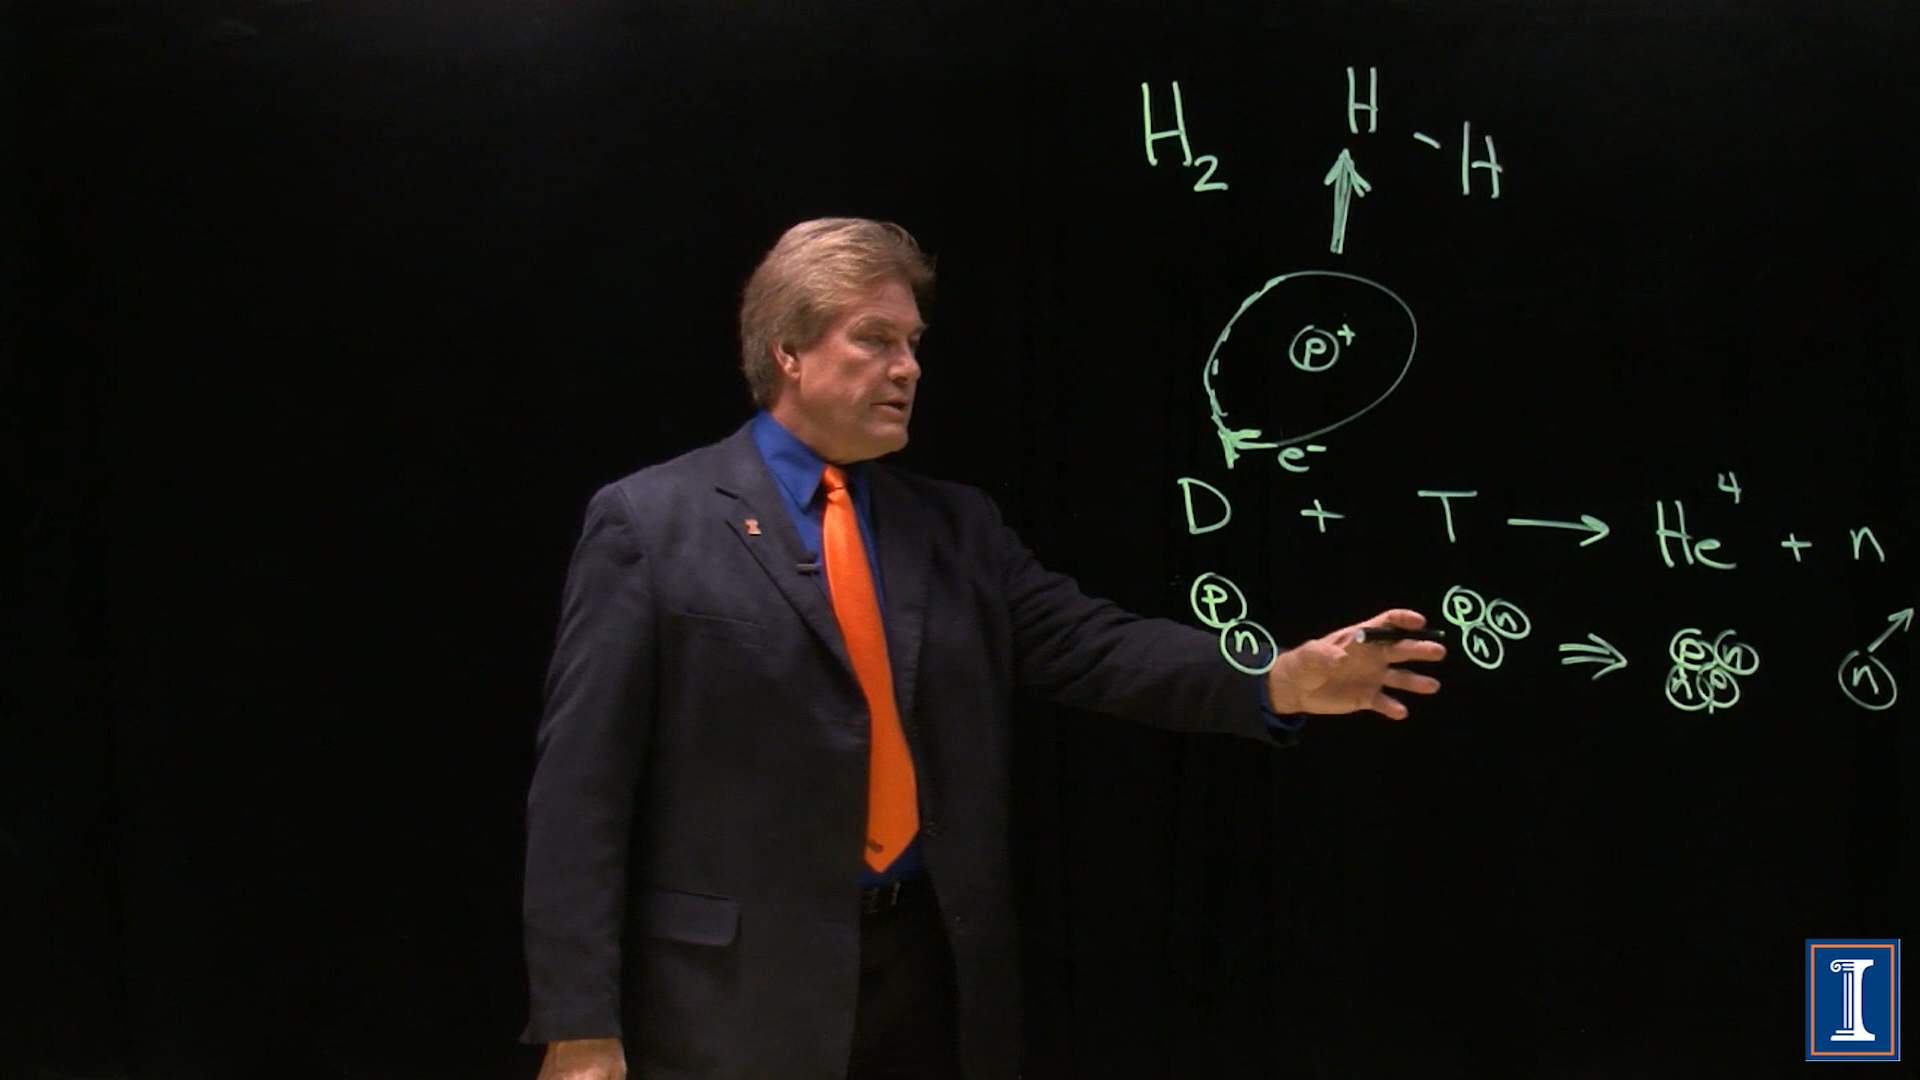 H₂ H - H
p⁺
e⁻
D + T → He⁴ + n
p n p n n ⇒ p n n p n
I